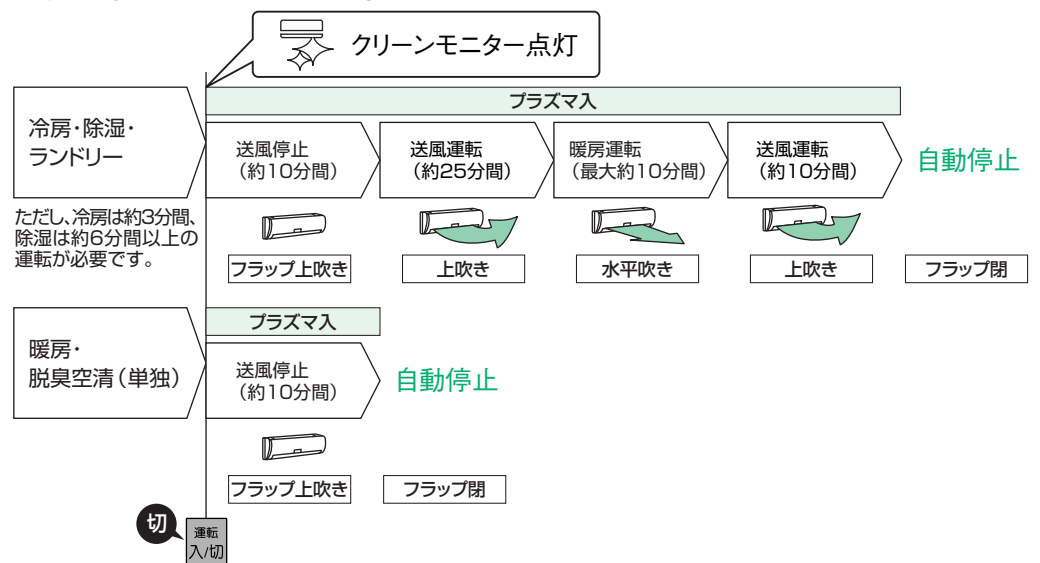 クリーンモニター点灯
プラズマ入
冷房・除湿・
ランドリー
送風停止
(約10分間)
送風運転
(約25分間)
暖房運転
(最大約10分間)
送風運転
(約10分間)
自動停止
ただし、冷房は約3分間、
除湿は約6分間以上の
運転が必要です。
フラップ上吹き
上吹き
水平吹き
上吹き
フラップ閉
プラズマ入
暖房・
脱臭空清(単独)
送風停止
(約10分間)
自動停止
フラップ上吹き
フラップ閉
切
運転
入/切